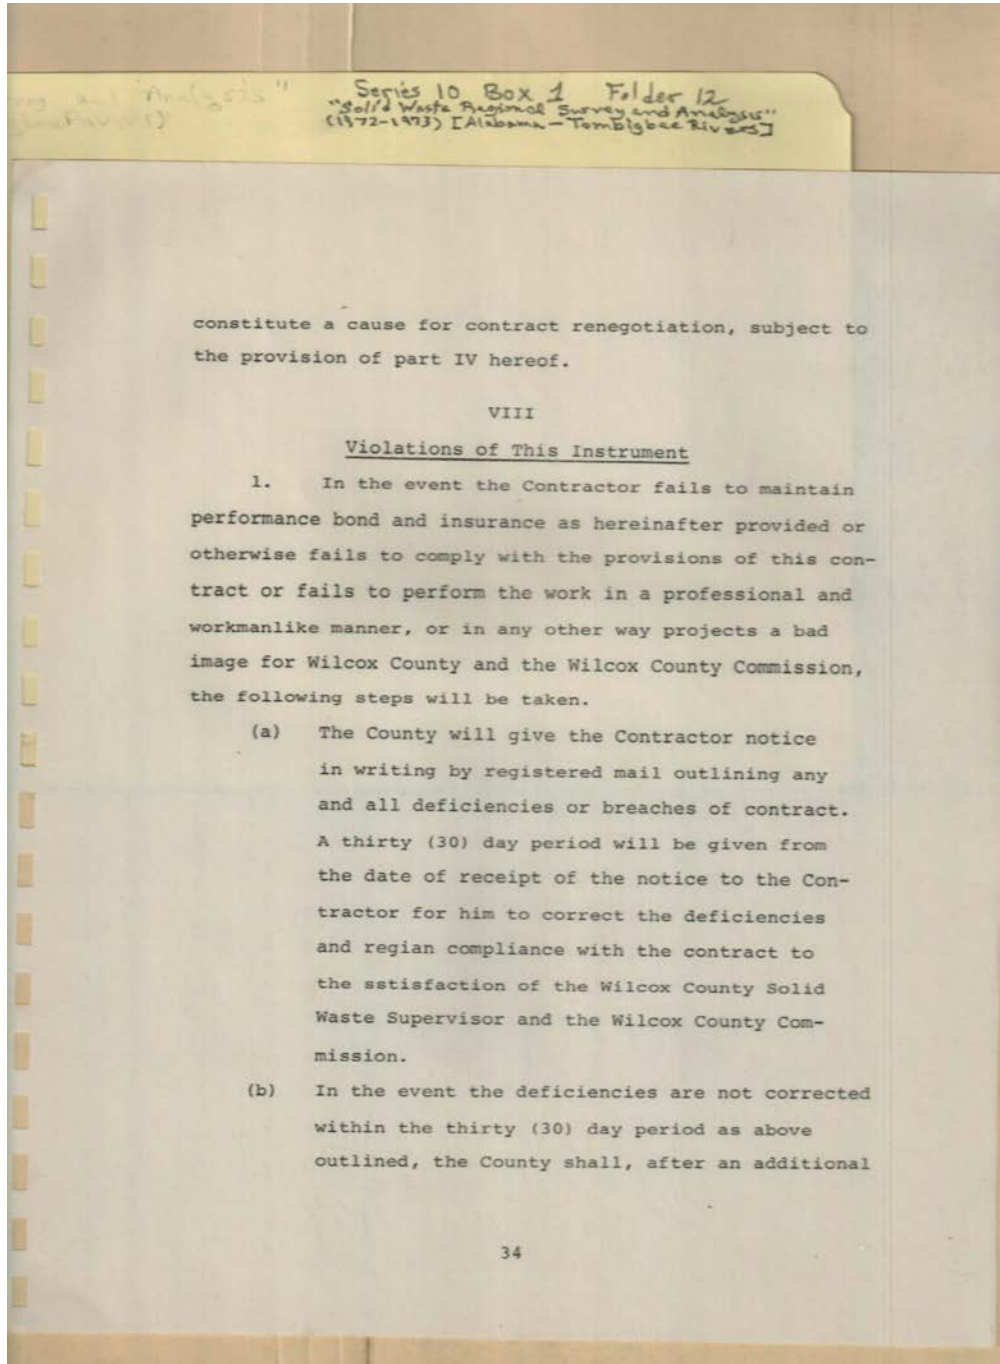 Analysis"
Series 10 Box 1 Folder 12
"Solid Waste Regional Survey and Analysis"
(1972-1973) [Alabama - Tombigbee Rivers]
constitute a cause for contract renegotiation, subject to
the provision of part IV hereof.
VIII
Violations of This Instrument
1. In the event the Contractor fails to maintain
performance bond and insurance as hereinafter provided or
otherwise fails to comply with the provisions of this con-
tract or fails to perform the work in a professional and
workmanlike manner, or in any other way projects a bad
image for Wilcox County and the Wilcox County Commission,
the following steps will be taken.
(a) The County will give the Contractor notice
in writing by registered mail outlining any
and all deficiencies or breaches of contract.
A thirty (30) day period will be given from
the date of receipt of the notice to the Con-
tractor for him to correct the deficiencies
and regian compliance with the contract to
the sstisfaction of the Wilcox County Solid
Waste Supervisor and the Wilcox County Com-
mission.
(b) In the event the deficiencies are not corrected
within the thirty (30) day period as above
outlined, the County shall, after an additional
34